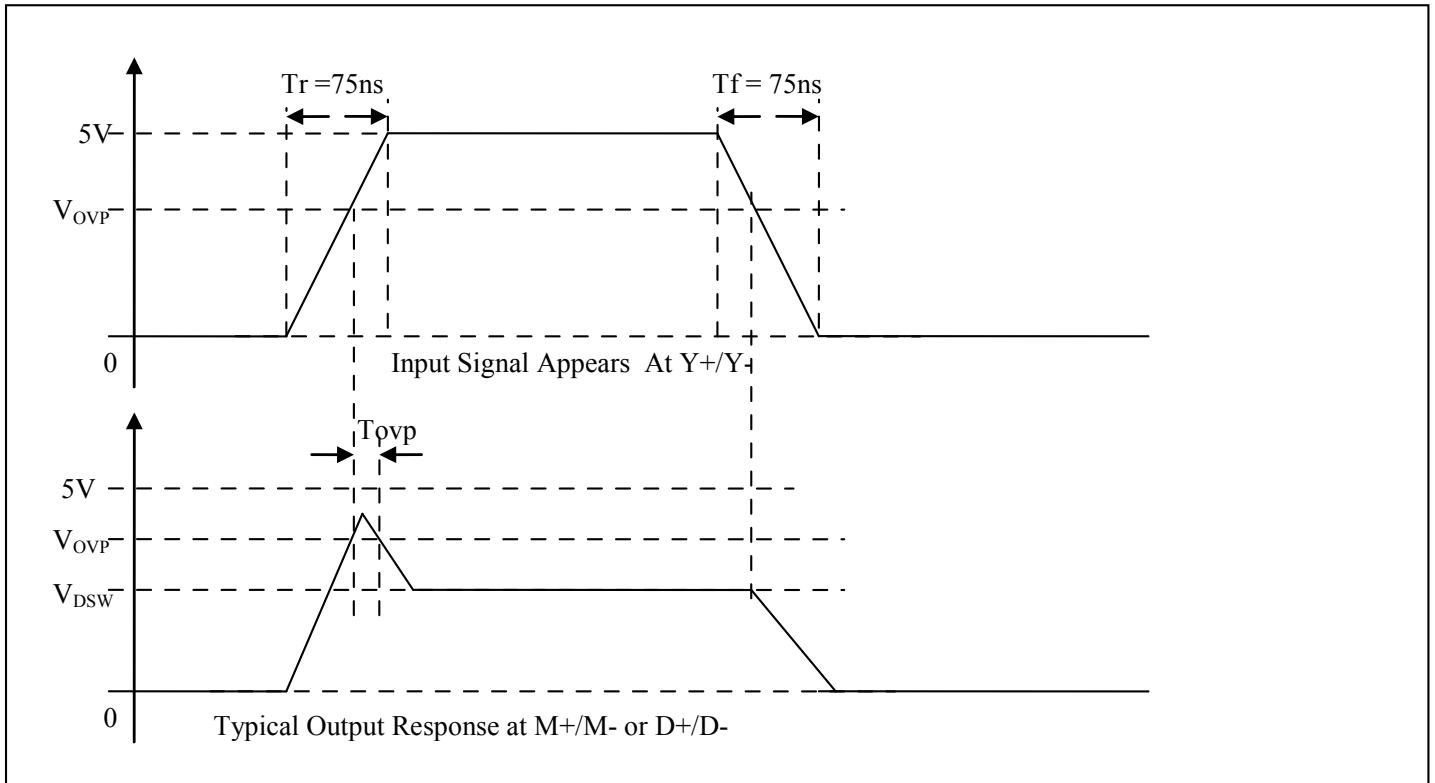 Tr =75ns
Tf = 75ns
5V
VOVP
0
Input Signal Appears At Y+/Y-
Tovp
5V
VOVP
VDSW
0
Typical Output Response at M+/M- or D+/D-